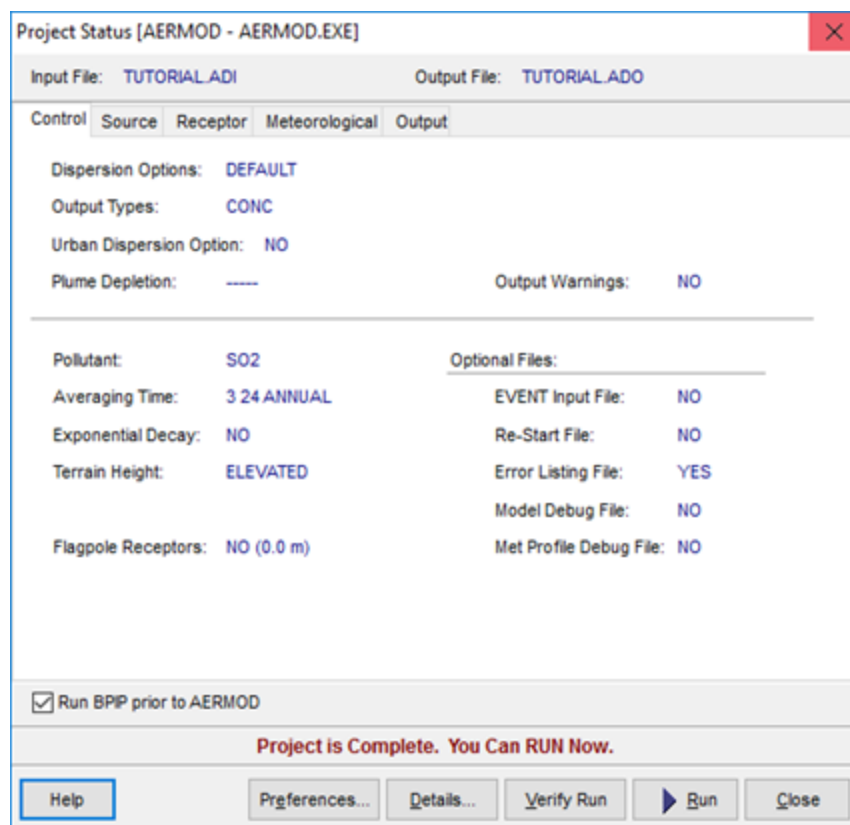 Project Status [AERMOD - AERMOD.EXE]
Input File: TUTORIAL.ADI Output File: TUTORIAL.ADO
Control Source Receptor Meteorological Output
Dispersion Options: DEFAULT
Output Types: CONC
Urban Dispersion Option: NO
Plume Depletion: ----- Output Warnings: NO
Pollutant: SO2 Optional Files:
Averaging Time: 3 24 ANNUAL EVENT Input File: NO
Exponential Decay: NO Re-Start File: NO
Terrain Height: ELEVATED Error Listing File: YES
Model Debug File: NO
Flagpole Receptors: NO (0.0 m) Met Profile Debug File: NO
Run BPIP prior to AERMOD
Project is Complete. You Can RUN Now.
Help Preferences... Details... Verify Run Run Close